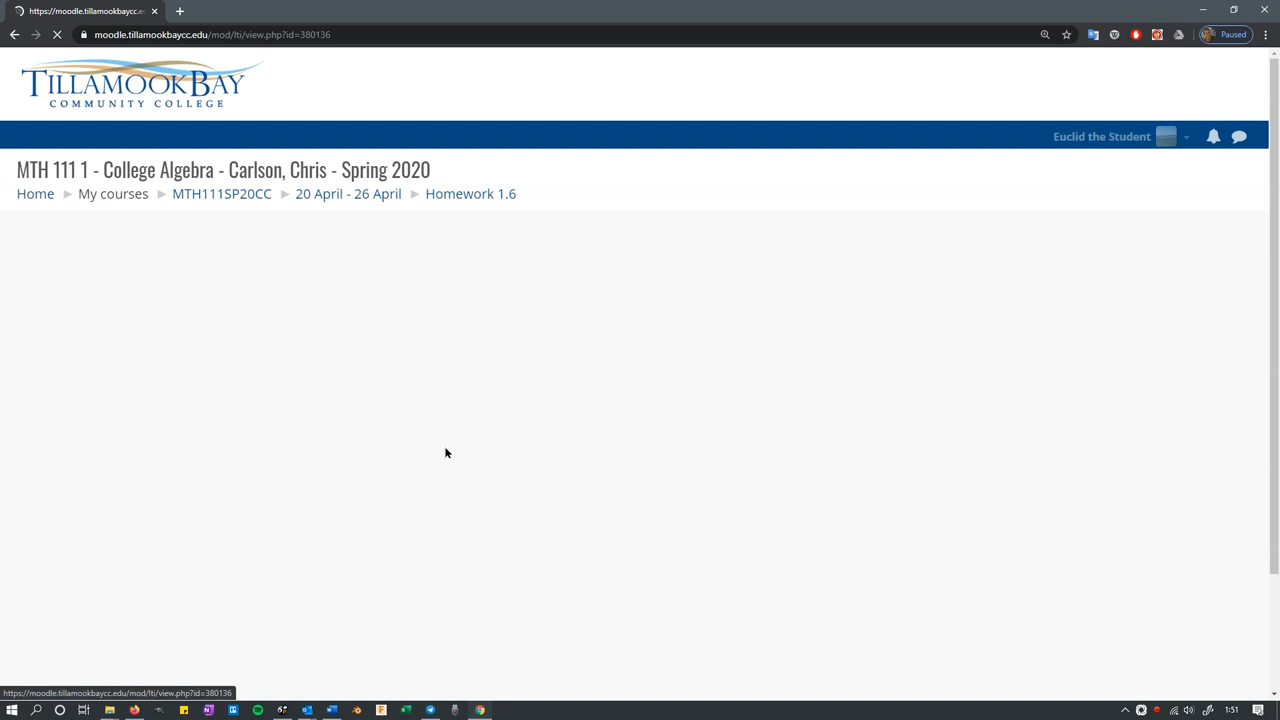 https://moodle.tillamookbaycc.e
moodle.tillamookbaycc.edu/mod/lti/view.php?id=380136
Paused
TILLAMOOK BAY
COMMUNITY COLLEGE
Euclid the Student
MTH 111 1 - College Algebra - Carlson, Chris - Spring 2020
Home ► My courses ► MTH111SP20CC ► 20 April - 26 April ► Homework 1.6
https://moodle.tillamookbaycc.edu/mod/lti/view.php?id=380136
1:51